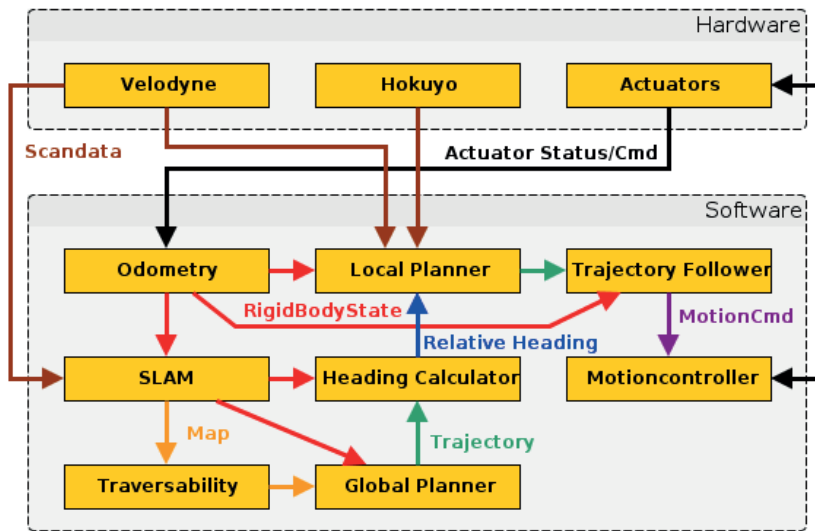 Hardware
Velodyne
Hokuyo
Actuators
Scandata
Actuator Status/Cmd
Software
Odometry
Local Planner
Trajectory Follower
RigidBodyState
MotionCmd
Relative Heading
SLAM
Heading Calculator
Motioncontroller
Map
Trajectory
Traversability
Global Planner